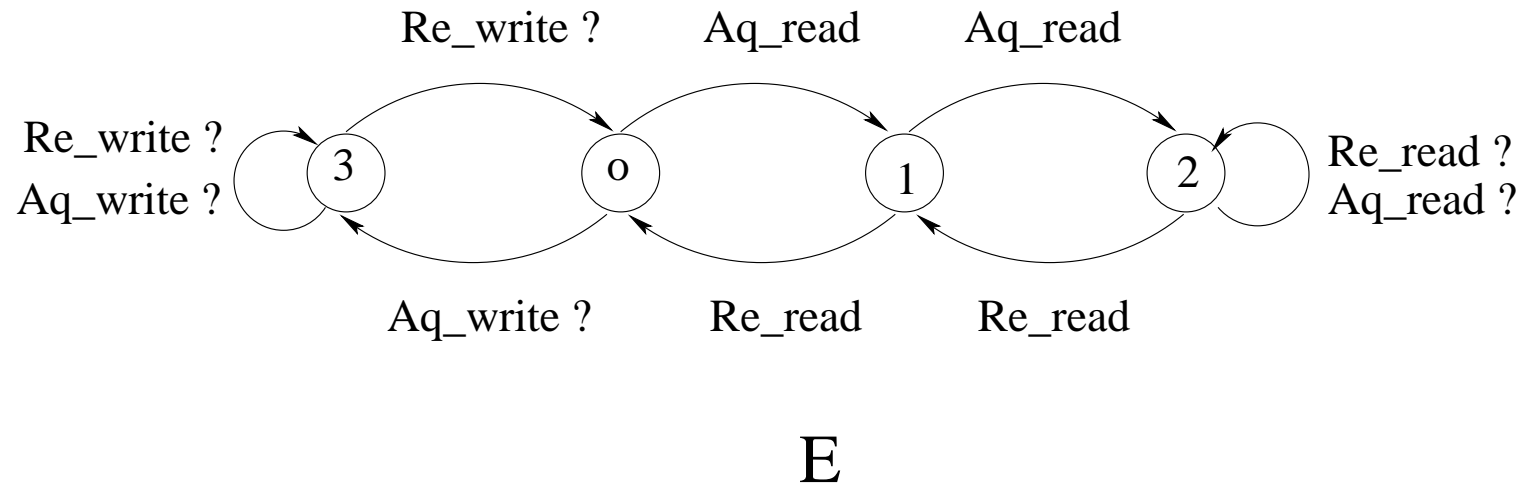 Re_write ? Aq_read Aq_read
Re_write ?
Aq_write ?
3 o 1 2
Re_read ?
Aq_read ?
Aq_write ? Re_read Re_read
E